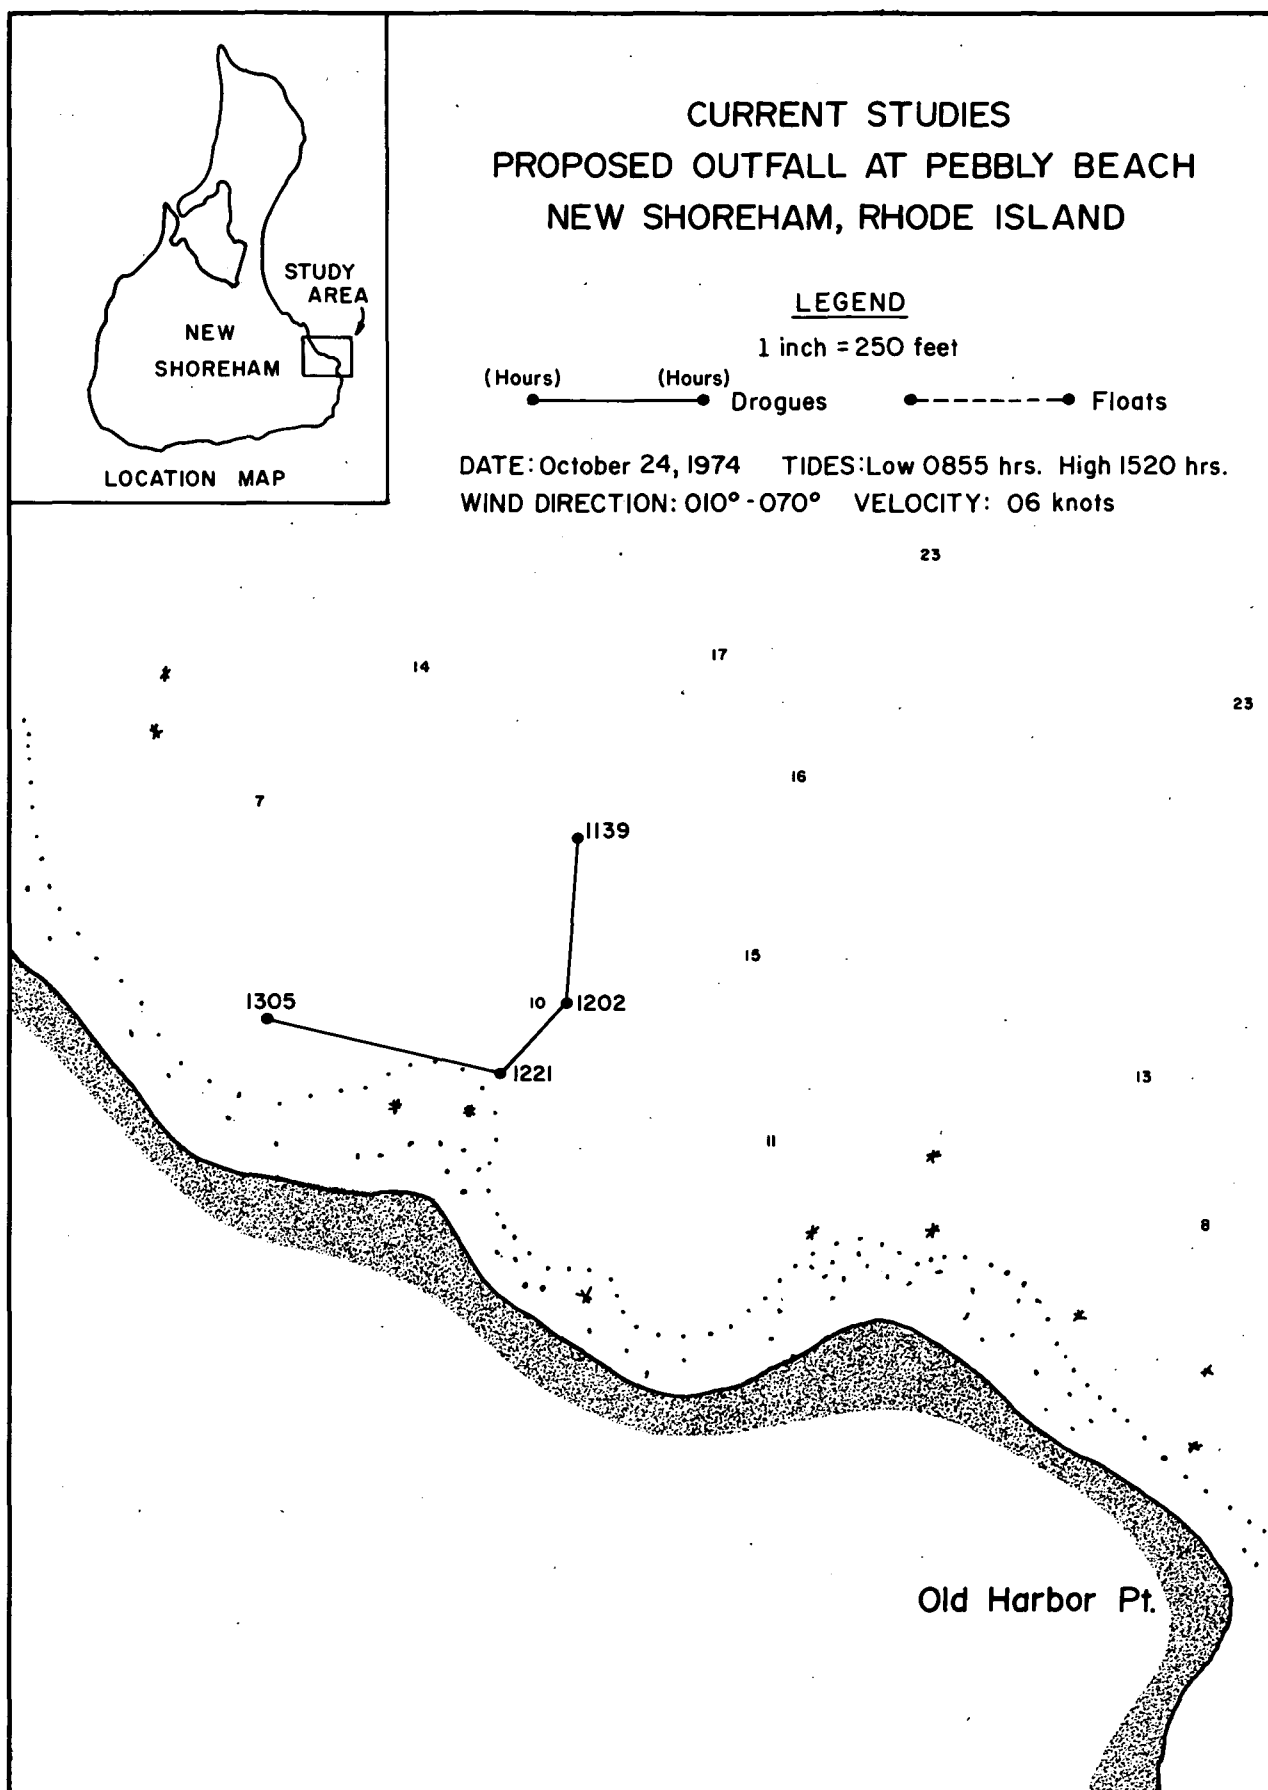 CURRENT STUDIES
PROPOSED OUTFALL AT PEBBLY BEACH
NEW SHOREHAM, RHODE ISLAND
STUDY
AREA
NEW
SHOREHAM
LOCATION MAP
LEGEND
1 inch = 250 feet
(Hours) (Hours)
Drogues Floats
DATE: October 24, 1974 TIDES: Low 0855 hrs. High 1520 hrs.
WIND DIRECTION: 010° - 070° VELOCITY: 06 knots
23
17
14
23
16
7
1139
15
1305
10 1202
1221
13
11
8
Old Harbor Pt.